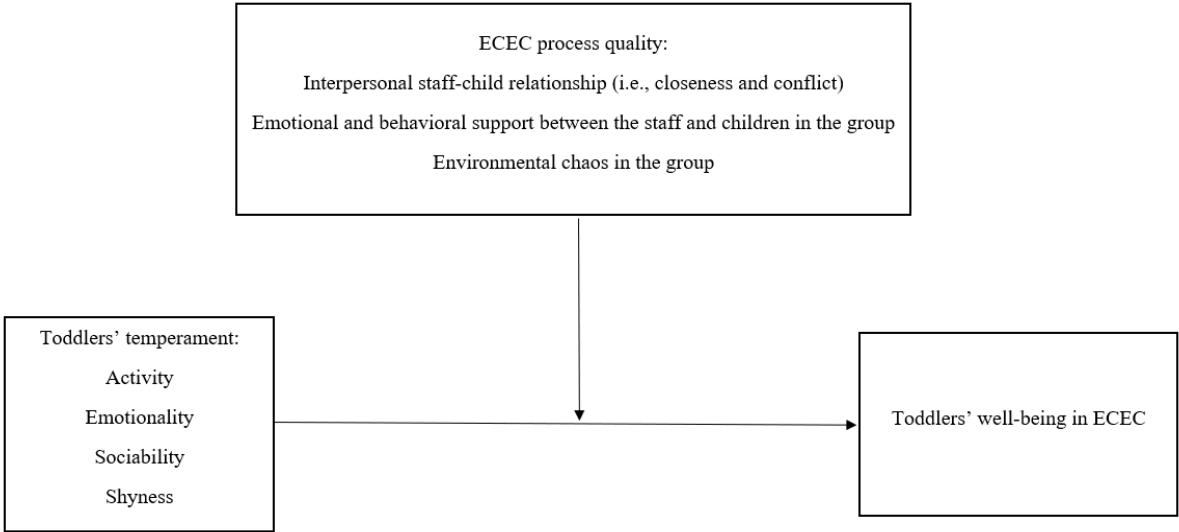 ECEC process quality:
Interpersonal staff-child relationship (i.e., closeness and conflict)
Emotional and behavioral support between the staff and children in the group
Environmental chaos in the group
Toddlers’ temperament:
Activity
Emotionality
Sociability
Shyness
Toddlers’ well-being in ECEC